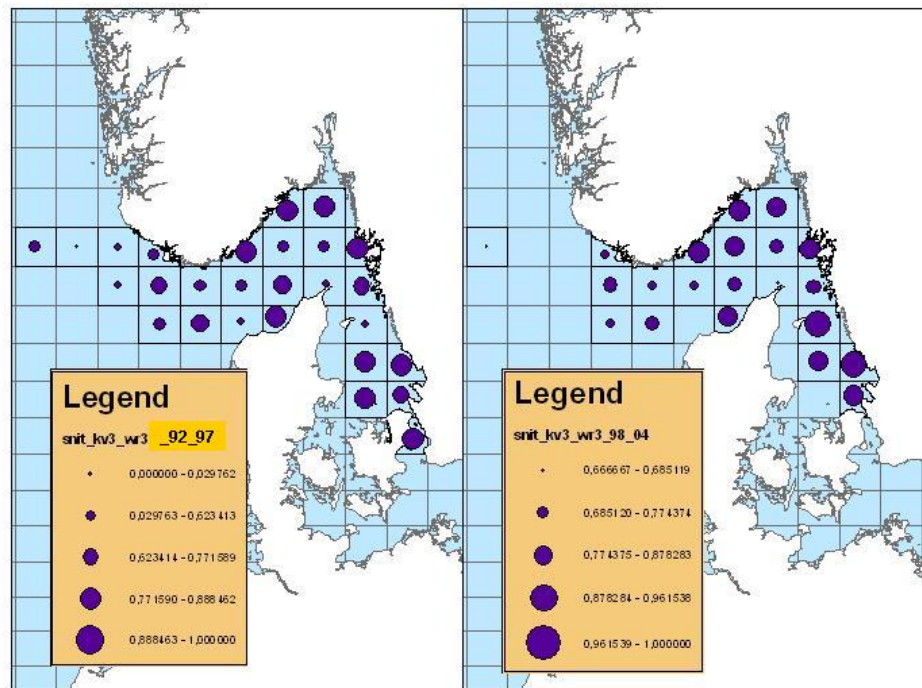 Legend
snit_kv3_wr3 _92_97
0,000000 - 0,029762
0,029763 - 0,623413
0,623414 - 0,771589
0,771590 - 0,888462
0,888463 - 1,000000
Legend
snit_kv3_wr3_98_04
0,666667 - 0,685119
0,685120 - 0,774374
0,774375 - 0,878283
0,878284 - 0,961538
0,961539 - 1,000000